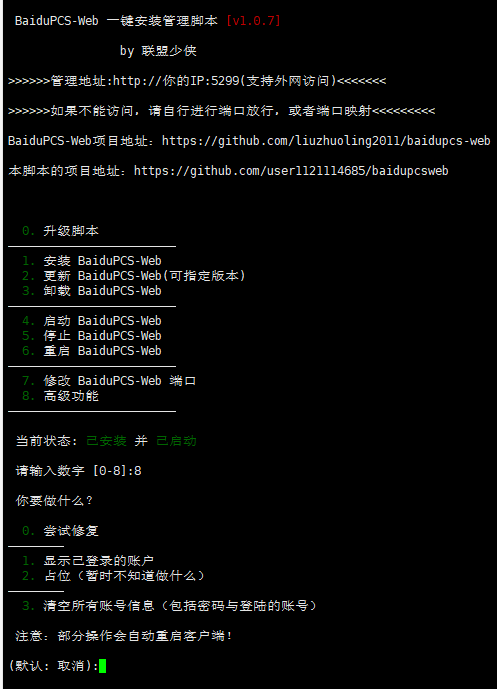 BaiduPCS-Web 一键安装管理脚本 [v1.0.7]
by 联盟少侠
>>>>>>管理地址:http://你的IP:5299(支持外网访问)<<<<<<<
>>>>>>如果不能访问，请自行进行端口放行，或者端口映射<<<<<<<<<
BaiduPCS-Web项目地址：https://github.com/liuzhuoling2011/baidupcs-web
本脚本的项目地址：https://github.com/user1121114685/baidupcsweb
0. 升级脚本
1. 安装 BaiduPCS-Web
2. 更新 BaiduPCS-Web(可指定版本)
3. 卸载 BaiduPCS-Web
4. 启动 BaiduPCS-Web
5. 停止 BaiduPCS-Web
6. 重启 BaiduPCS-Web
7. 修改 BaiduPCS-Web 端口
8. 高级功能
当前状态: 已安装 并 已启动
请输入数字 [0-8]:8
你要做什么？
0. 尝试修复
1. 显示已登录的账户
2. 占位（暂时不知道做什么）
3. 清空所有账号信息（包括密码与登陆的账号）
注意：部分操作会自动重启客户端！
(默认: 取消):